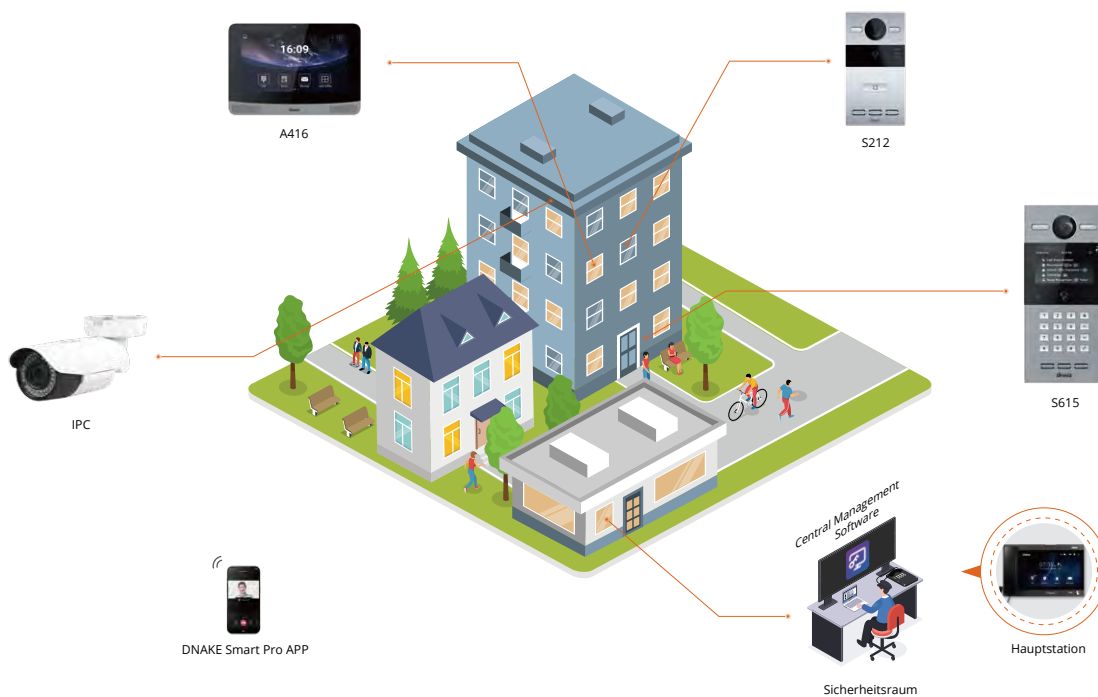 16:09
A416
S212
S615
IPC
Central Management
Software
DNAKE Smart Pro APP
Hauptstation
Sicherheitsraum